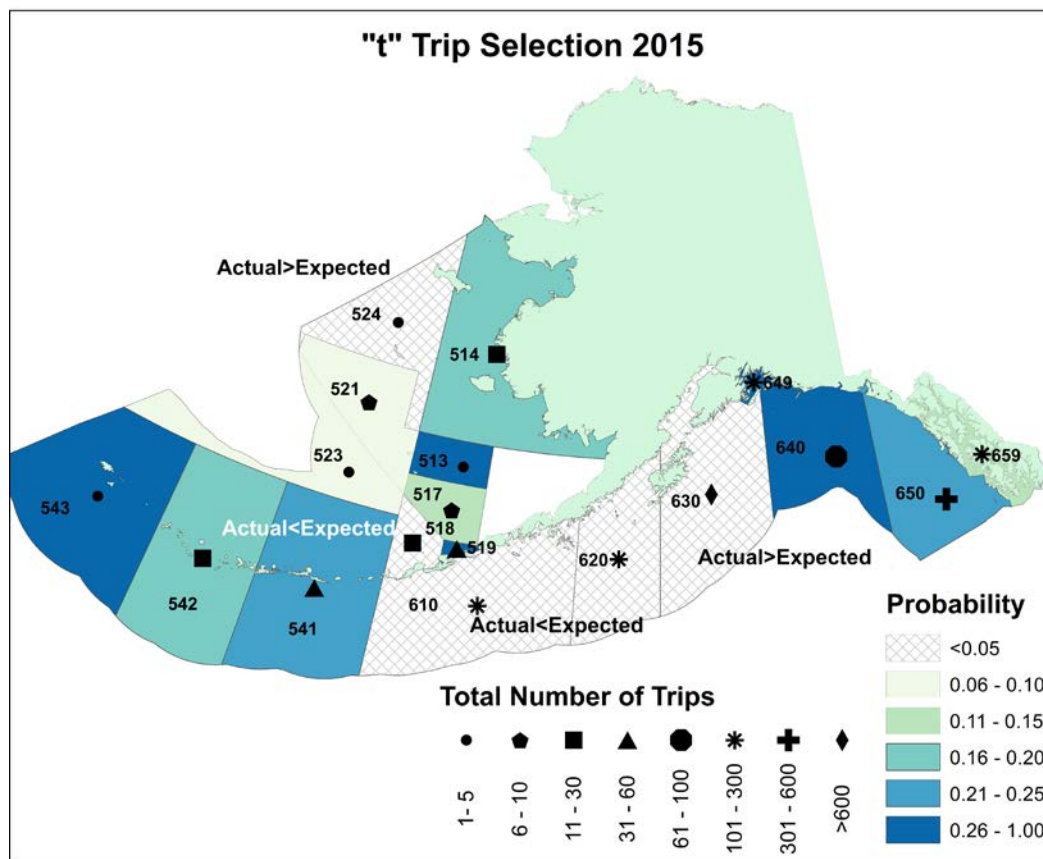 "t" Trip Selection 2015
Actual>Expected
524
514
521
649
523
513
640
659
543
517
650
Actual<Expected
518
630
519
620
Actual>Expected
542
610
541
Actual<Expected
Probability
<0.05
0.06 - 0.10
0.11 - 0.15
0.16 - 0.20
0.21 - 0.25
0.26 - 1.00
Total Number of Trips
1- 5
6 - 10
11 - 30
31 - 60
61 - 100
101 - 300
301 - 600
>600